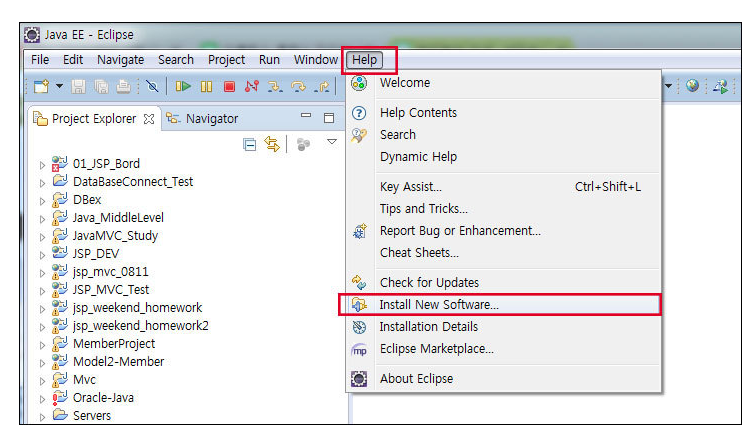 Java EE - Eclipse
File Edit Navigate Search Project Run Window Help
Project Explorer Navigator
01_JSP_Bord
DataBaseConnect_Test
DBex
Java_MiddleLevel
JavaMVC_Study
JSP_DEV
jsp_mvc_0811
JSP_MVC_Test
jsp_weekend_homework
jsp_weekend_homework2
MemberProject
Model2-Member
Mvc
Oracle-Java
Servers
Welcome
Help Contents
Search
Dynamic Help
Key Assist... Ctrl+Shift+L
Tips and Tricks...
Report Bug or Enhancement...
Cheat Sheets...
Check for Updates
Install New Software...
Installation Details
mp Eclipse Marketplace...
About Eclipse